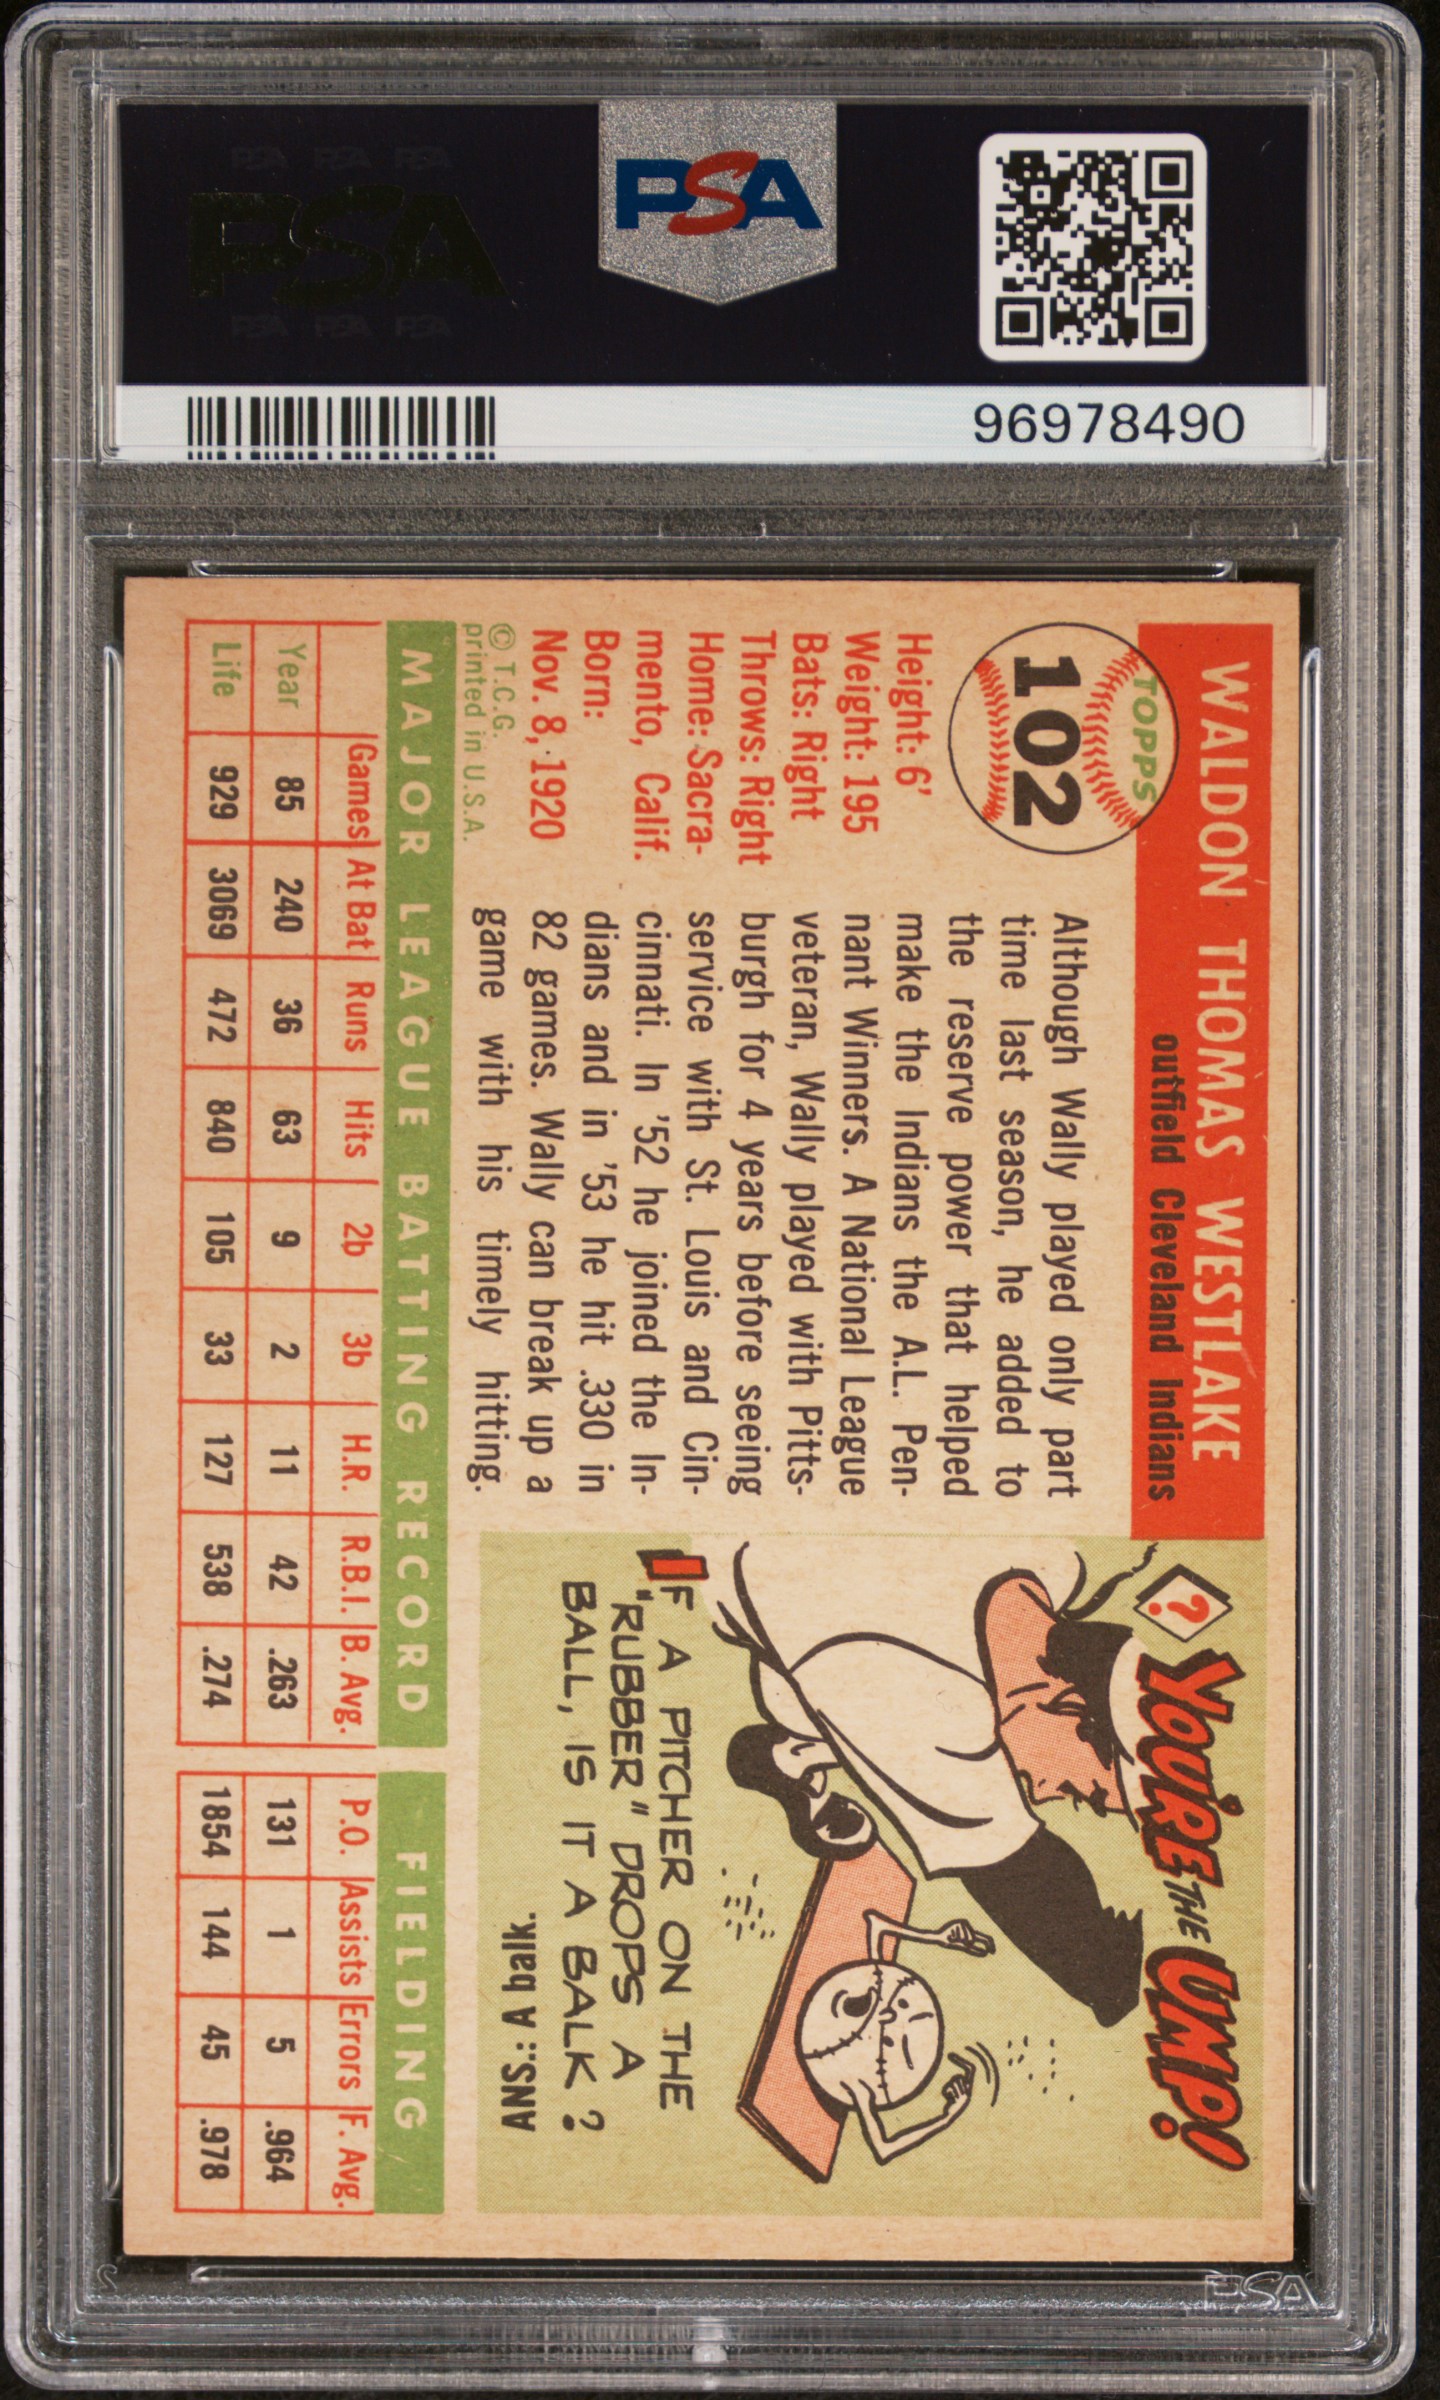 PSA
PSA PSA PSA
PSA
PSA PSA PSA
96978490
WALDON THOMAS WESTLAKE
outfield Cleveland Indians
TOPPS
102
Height: 6'
Weight: 195
Bats: Right
Throws: Right
Home: Sacra-
mento, Calif.
Born:
Nov. 8, 1920
© T.C.G.
printed in U.S.A.
Although Wally played only part
time last season, he added to
the reserve power that helped
make the Indians the A.L. Pen-
nant Winners. A National League
veteran, Wally played with Pitts-
burgh for 4 years before seeing
service with St. Louis and Cin-
cinnati. In '52 he joined the In-
dians and in '53 he hit .330 in
82 games. Wally can break up a
game with his timely hitting.
? YOU'RE THE UMP!
IF A PITCHER ON THE
"RUBBER" DROPS A
BALL, IS IT A BALK?
ANS.: A balk.
MAJOR LEAGUE BATTING RECORD
Games At Bat Runs Hits 2b 3b H.R. R.B.I. B. Avg.
Year 85 240 36 63 9 2 11 42 .263
Life 929 3069 472 840 105 33 127 538 .274
FIELDING
P.O. Assists Errors F. Avg.
131 1 5 .964
1854 144 45 .978
PSA